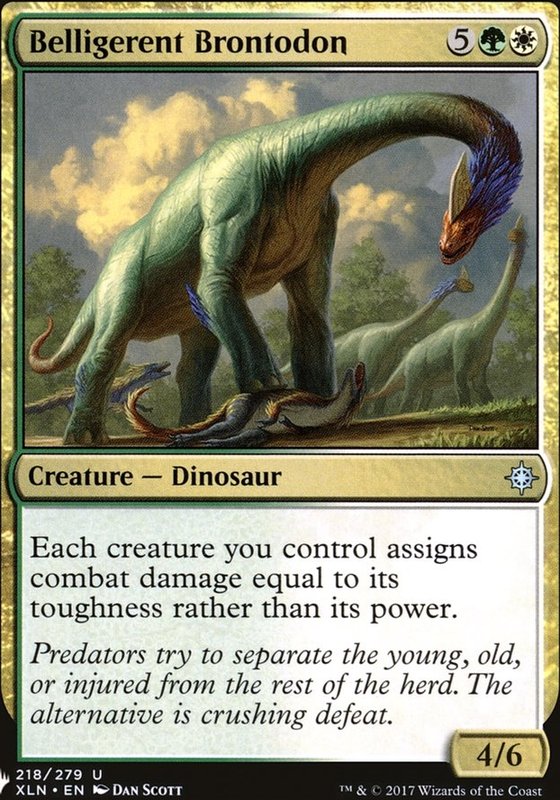 Belligerent Brontodon 5
Creature — Dinosaur
Each creature you control assigns
combat damage equal to its
toughness rather than its power.
Predators try to separate the young, old,
or injured from the rest of the herd. The
alternative is crushing defeat.
4/6
218/279 U
XLN • EN DAN SCOTT
™ & © 2017 Wizards of the Coast